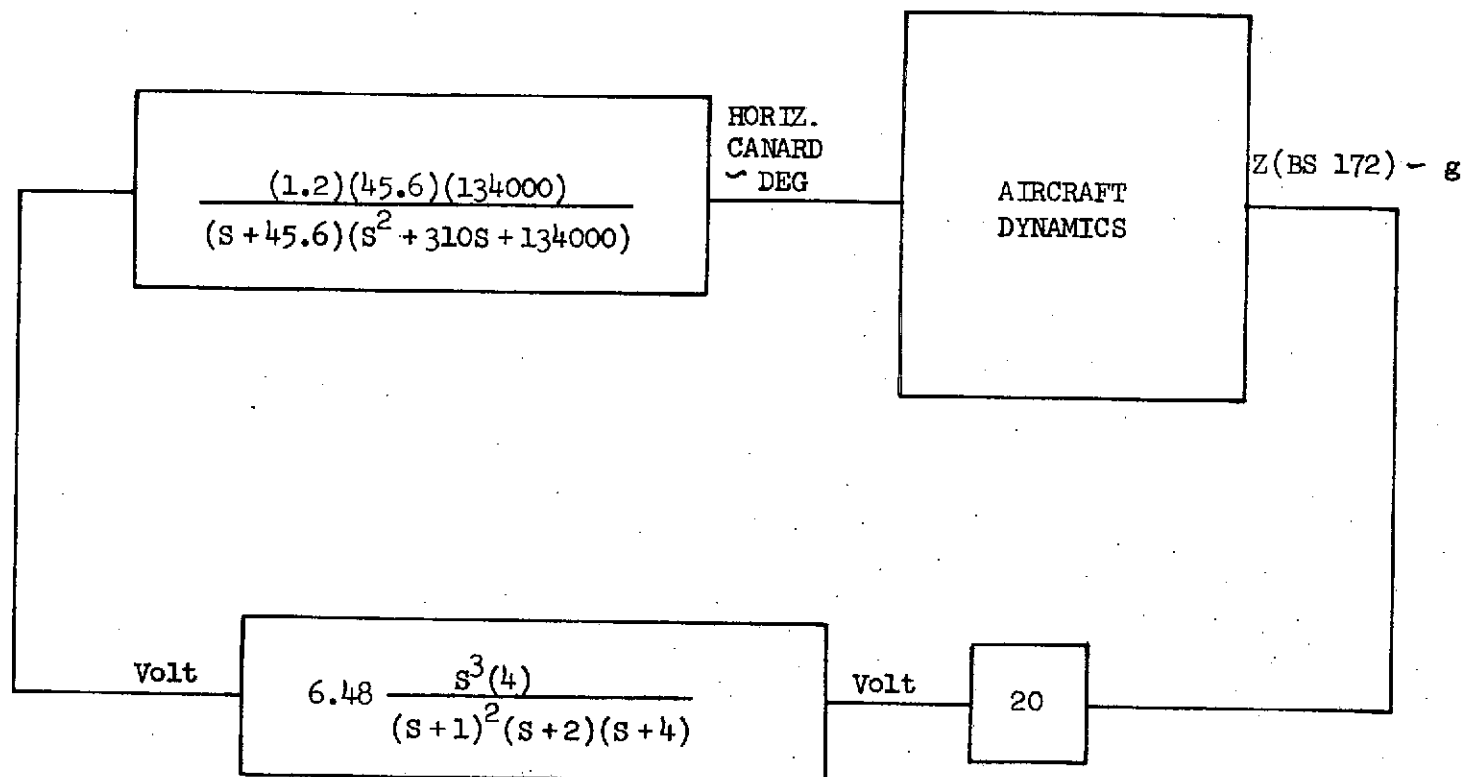 (1.2)(45.6)(134000)
(S+45.6)(S²+310S+134000)
HORIZ.
CANARD
~ DEG
AIRCRAFT
DYNAMICS
Z(BS 172) ~ g
Volt
6.48 S³(4)
(S+1)²(S+2)(S+4)
Volt
20